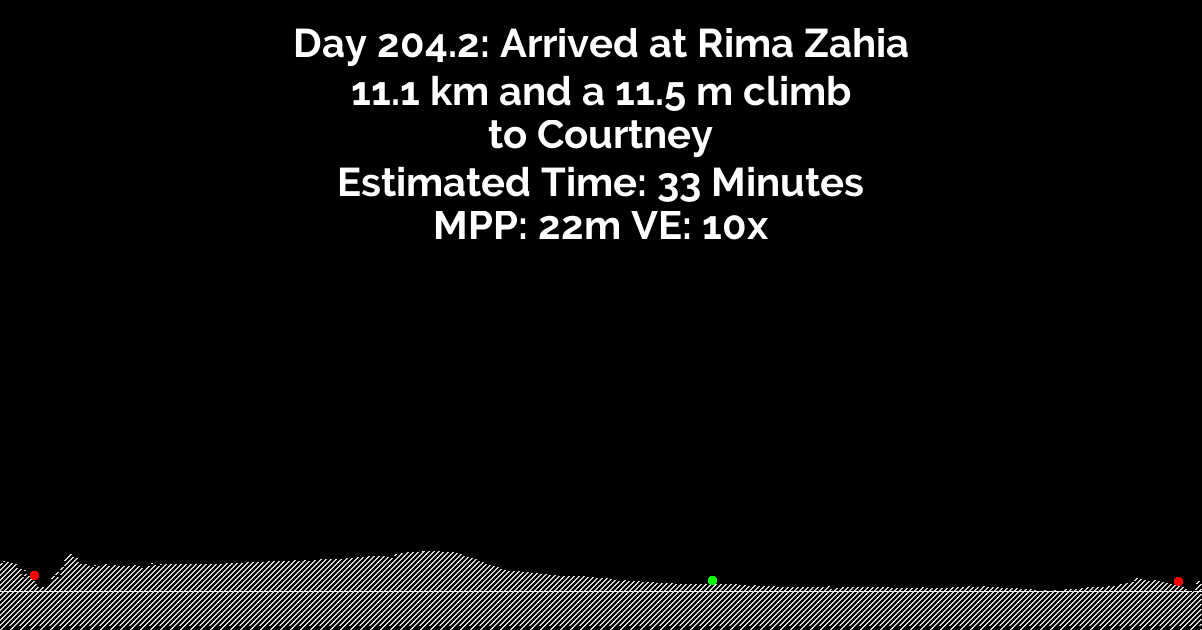 Day 204.2: Arrived at Rima Zahia
11.1 km and a 11.5 m climb
to Courtney
Estimated Time: 33 Minutes
MPP: 22m VE: 10x